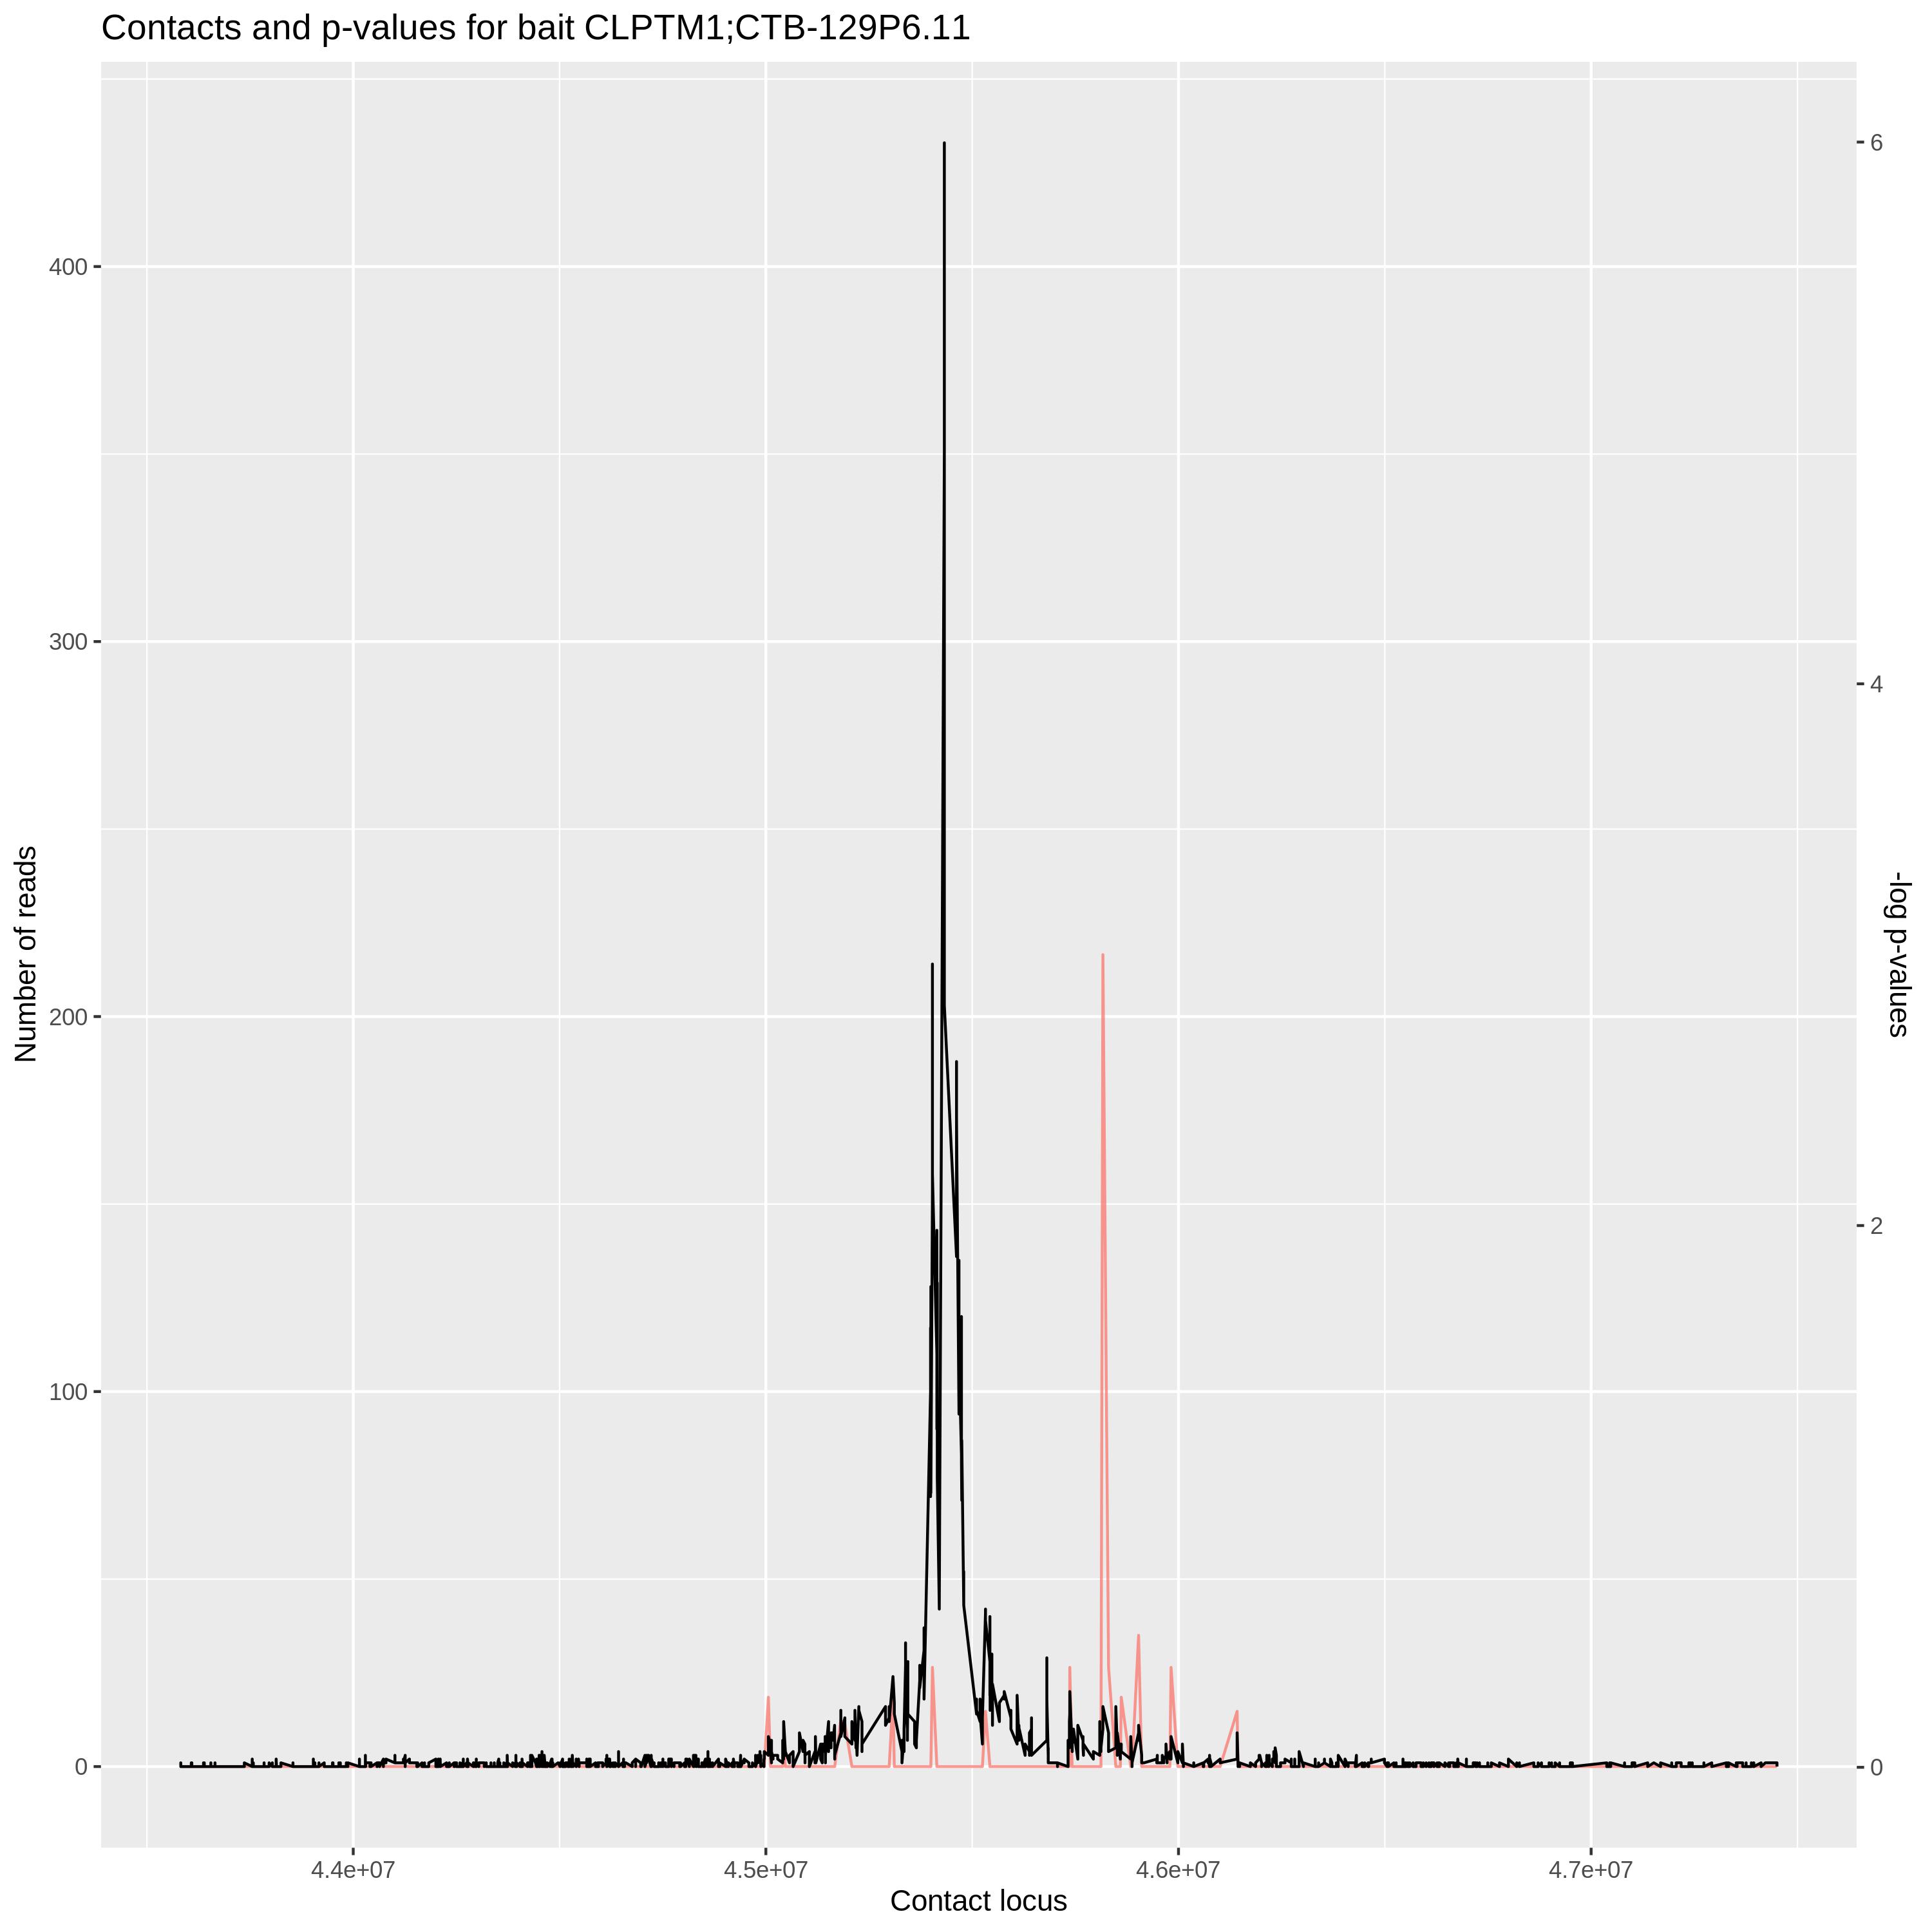 Contacts and p-values for bait CLPTM1;CTB-129P6.11
Number of reads
400
300
200
100
0
6
4
2
0
-log p-values
4.4e+07
4.5e+07
4.6e+07
4.7e+07
Contact locus